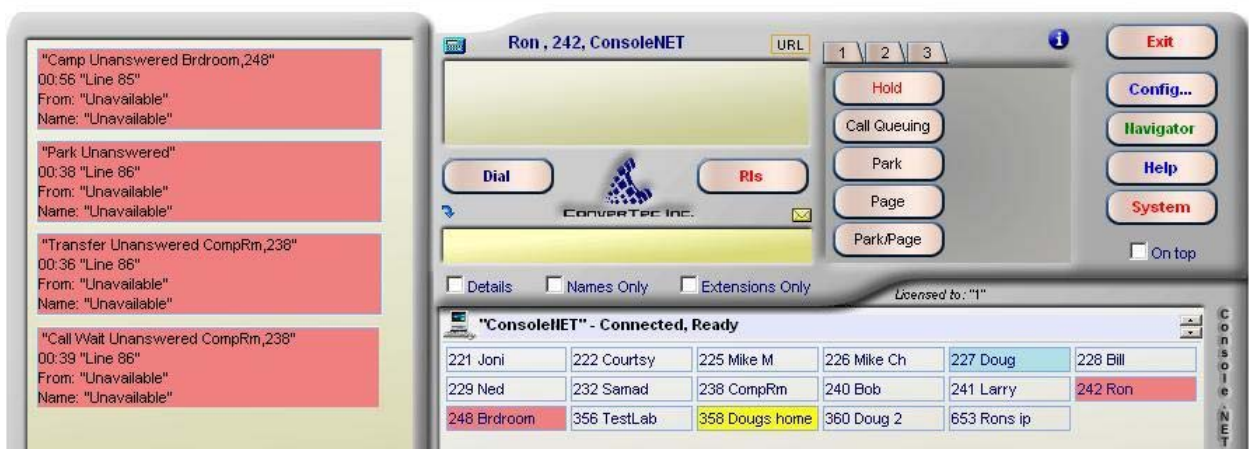 "Camp Unanswered Brdroom,248"
00:56 "Line 85"
From: "Unavailable"
Name: "Unavailable"
"Park Unanswered"
00:38 "Line 86"
From: "Unavailable"
Name: "Unavailable"
"Transfer Unanswered CompRm,238"
00:36 "Line 86"
From: "Unavailable"
Name: "Unavailable"
"Call Wait Unanswered CompRm,238"
00:39 "Line 86"
From: "Unavailable"
Name: "Unavailable"
Ron , 242, ConsoleNET
URL
Dial
Rls
ConverTec Inc.
Details
Names Only
Extensions Only
1 2 3
Hold
Call Queuing
Park
Page
Park/Page
i
Exit
Config...
Navigator
Help
System
On top
Licensed to: "1"
"ConsoleNET" - Connected, Ready
221 Joni 222 Courtsy 225 Mike M 226 Mike Ch 227 Doug 228 Bill
229 Ned 232 Samad 238 CompRm 240 Bob 241 Larry 242 Ron
248 Brdroom 356 TestLab 358 Dougs home 360 Doug 2 653 Rons ip
Console.NET